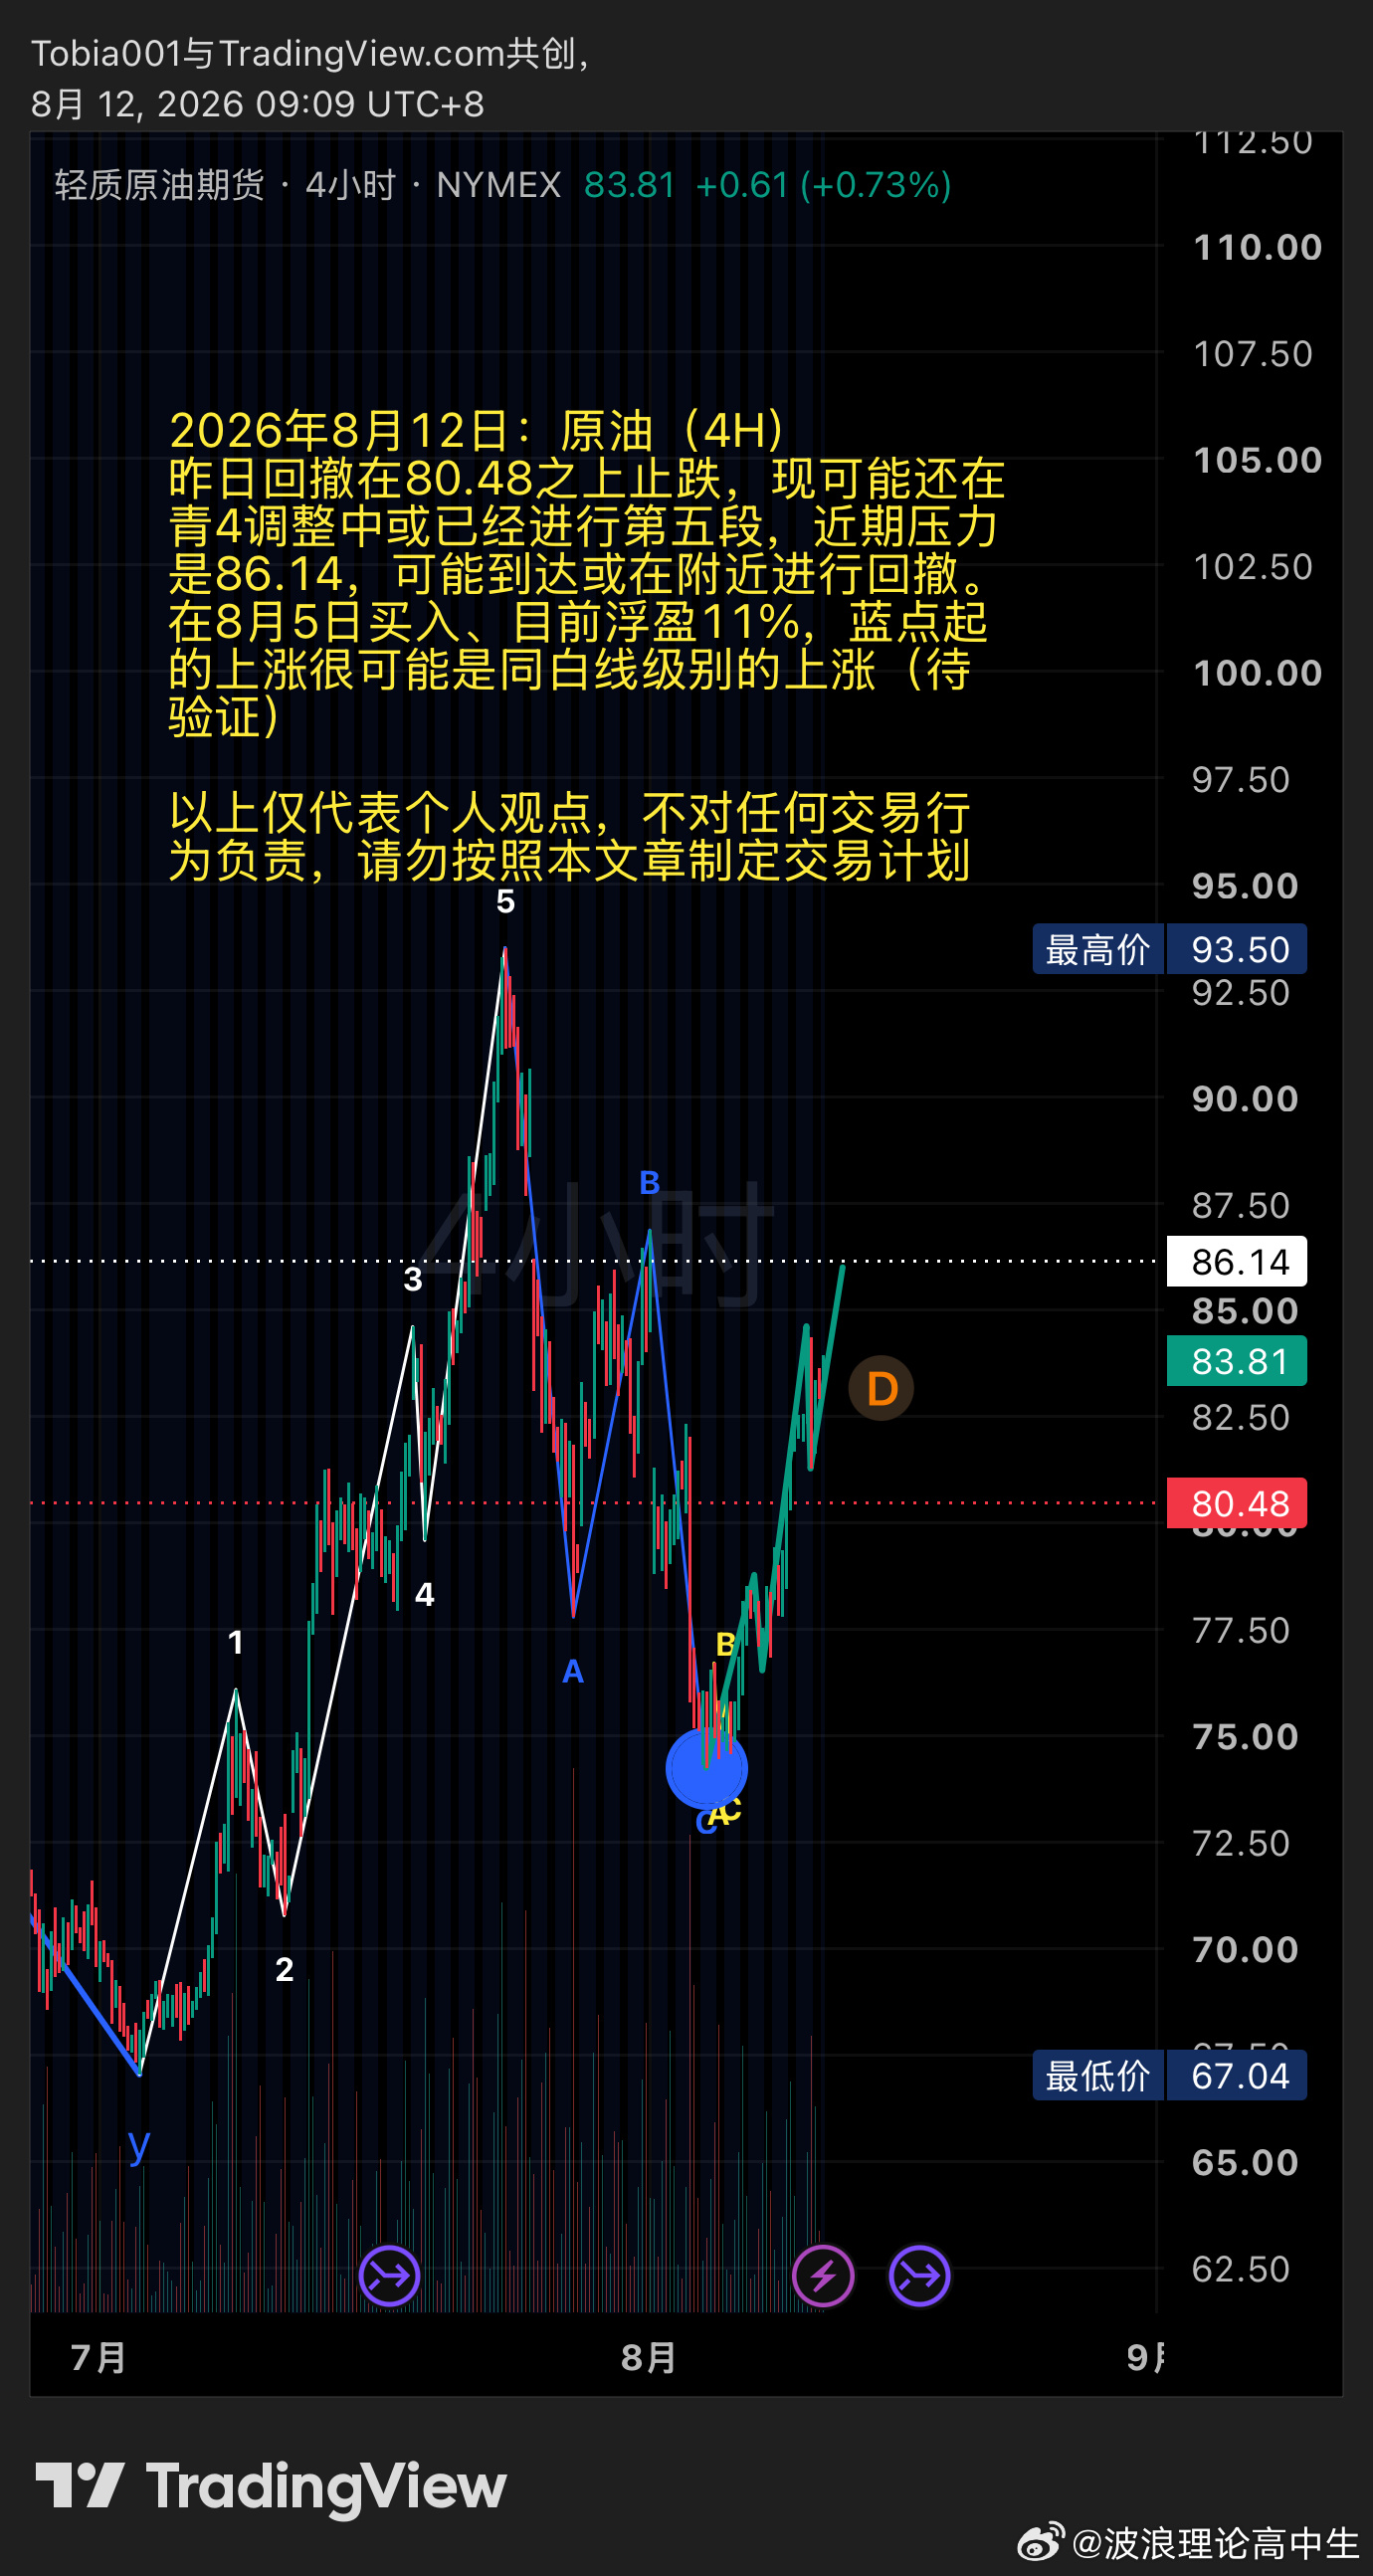 Tobia001与TradingView.com共创,
8月 12, 2026 09:09 UTC+8
轻质原油期货 · 4小时 · NYMEX 83.81 +0.61 (+0.73%)
112.50
110.00
107.50
2026年8月12日：原油（4H）
昨日回撤在80.48之上止跌，现可能还在
青4调整中或已经进行第五段，近期压力
是86.14，可能到达或在附近进行回撤。
在8月5日买入、目前浮盈11%，蓝点起
的上涨很可能是同白线级别的上涨（待
验证）
以上仅代表个人观点，不对任何交易行
为负责，请勿按照本文章制定交易计划
105.00
102.50
100.00
97.50
95.00
5
最高价 93.50
92.50
90.00
4小时
B
87.50
3
86.14
85.00
83.81
D
82.50
80.48
80.00
4
1
B
77.50
A
75.00
C
A
C
72.50
2
70.00
67.50
最低价 67.04
y
65.00
62.50
7月 8月 9月
TradingView
@波浪理论高中生